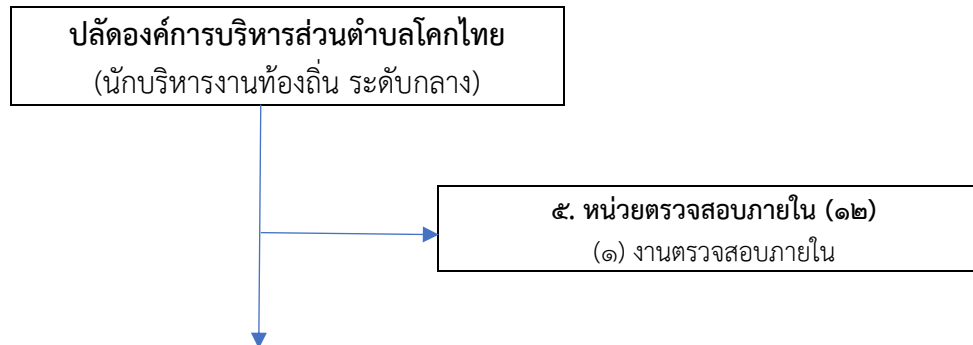 ปลัดองค์การบริหารส่วนตำบลโคกไทย
(นักบริหารงานท้องถิ่น ระดับกลาง)
๕. หน่วยตรวจสอบภายใน (๑๒)
(๑) งานตรวจสอบภายใน